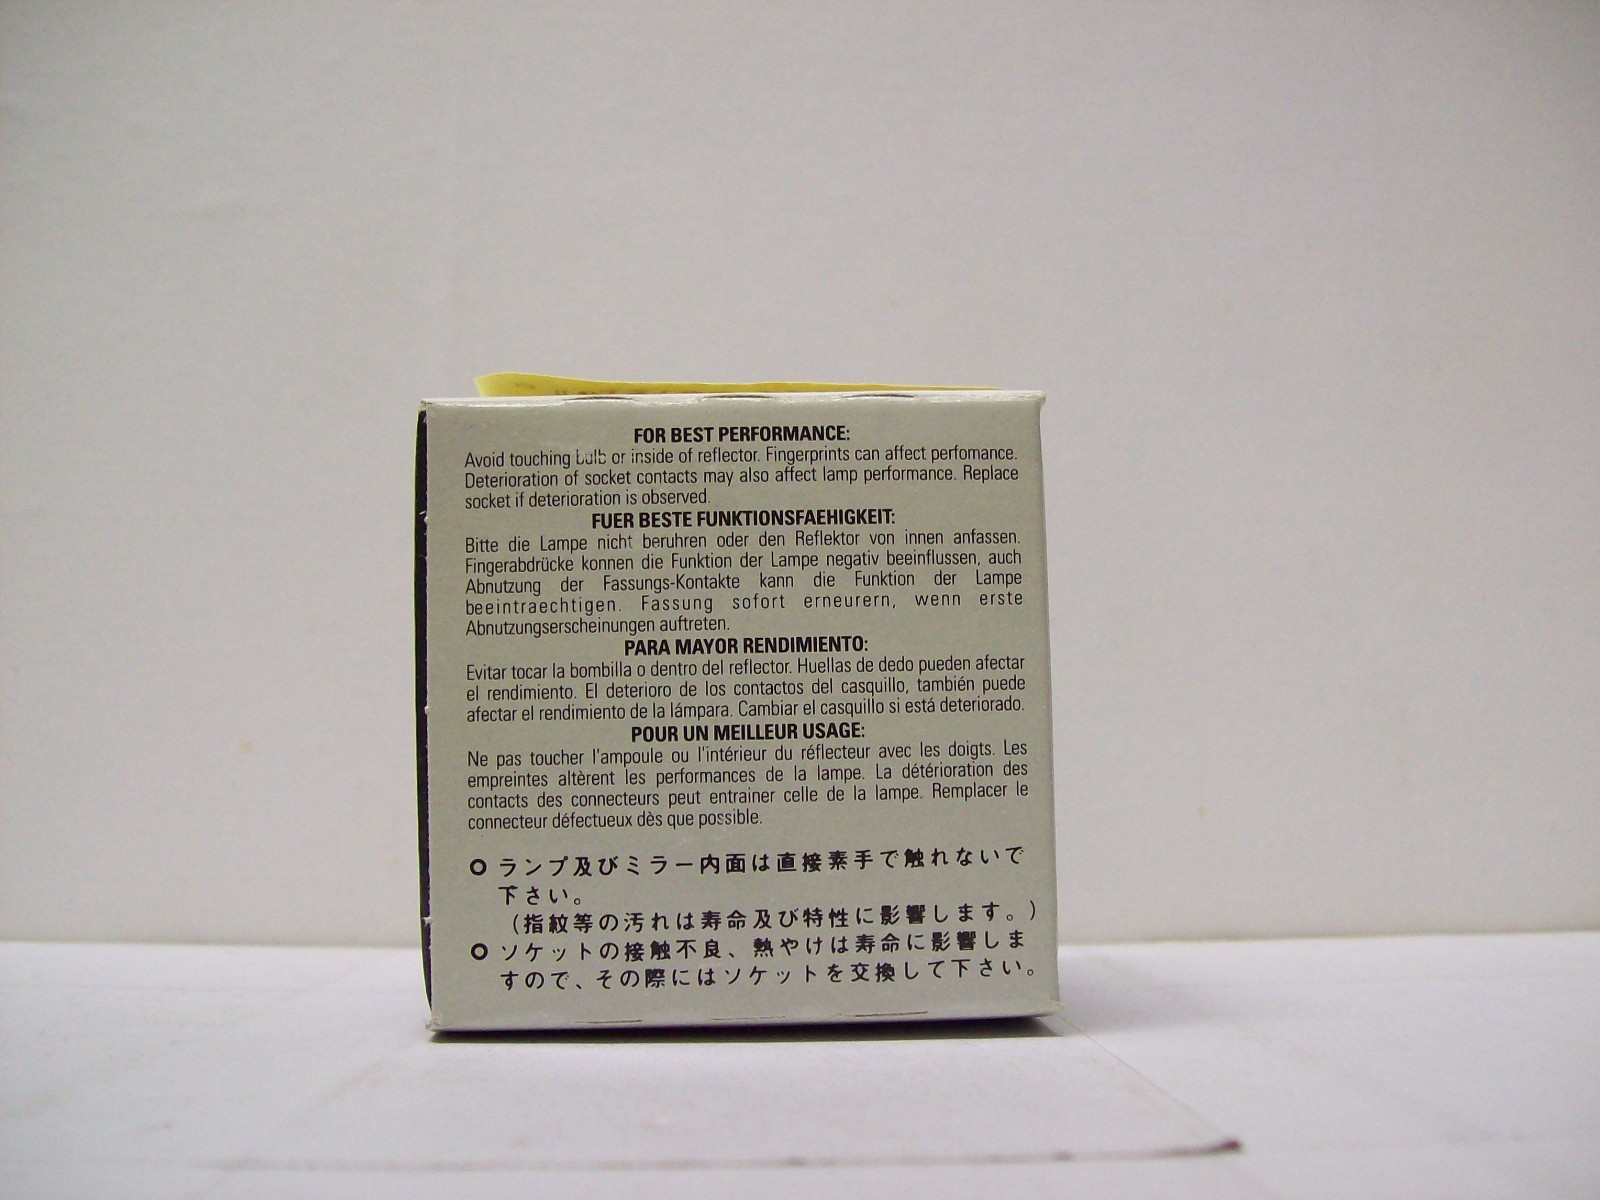 FOR BEST PERFORMANCE:
Avoid touching bulb or inside of reflector. Fingerprints can affect perfomance.
Deterioration of socket contacts may also affect lamp performance. Replace
socket if deterioration is observed.
FUER BESTE FUNKTIONSFAEHIGKEIT:
Bitte die Lampe nicht beruhren oder den Reflektor von innen anfassen.
Fingerabdrücke konnen die Funktion der Lampe negativ beeinflussen, auch
Abnutzung der Fassungs-Kontakte kann die Funktion der Lampe
beeintraechtigen. Fassung sofort erneurern, wenn erste
Abnutzungserscheinungen auftreten.
PARA MAYOR RENDIMIENTO:
Evitar tocar la bombilla o dentro del reflector. Huellas de dedo pueden afectar
el rendimiento. El deterioro de los contactos del casquillo, también puede
afectar el rendimiento de la lámpara. Cambiar el casquillo si está deteriorado.
POUR UN MEILLEUR USAGE:
Ne pas toucher l'ampoule ou l'intérieur du réflecteur avec les doigts. Les
empreintes altèrent les performances de la lampe. La détérioration des
contacts des connecteurs peut entrainer celle de la lampe. Remplacer le
connecteur défectueux dès que possible.
○ ランプ及びミラー内面は直接素手で触れないで
下さい。
(指紋等の汚れは寿命及び特性に影響します。)
○ ソケットの接触不良、熱やけは寿命に影響しま
すので、その際にはソケットを交換して下さい。